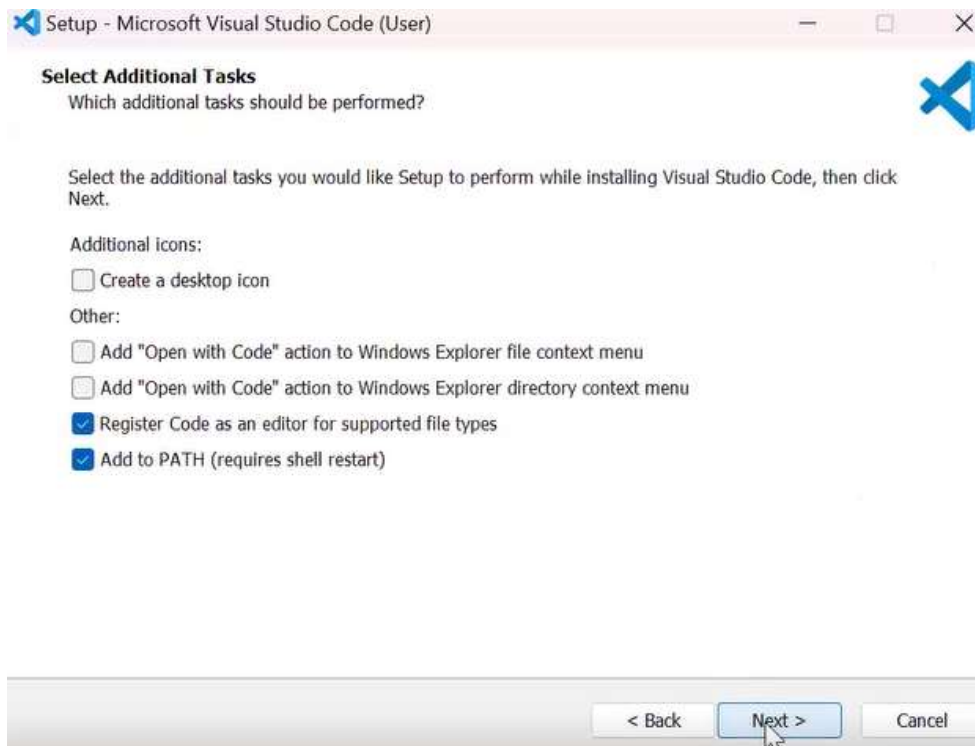 Setup - Microsoft Visual Studio Code (User)
Select Additional Tasks
Which additional tasks should be performed?
Select the additional tasks you would like Setup to perform while installing Visual Studio Code, then click
Next.
Additional icons:
Create a desktop icon
Other:
Add "Open with Code" action to Windows Explorer file context menu
Add "Open with Code" action to Windows Explorer directory context menu
Register Code as an editor for supported file types
Add to PATH (requires shell restart)
< Back Next > Cancel